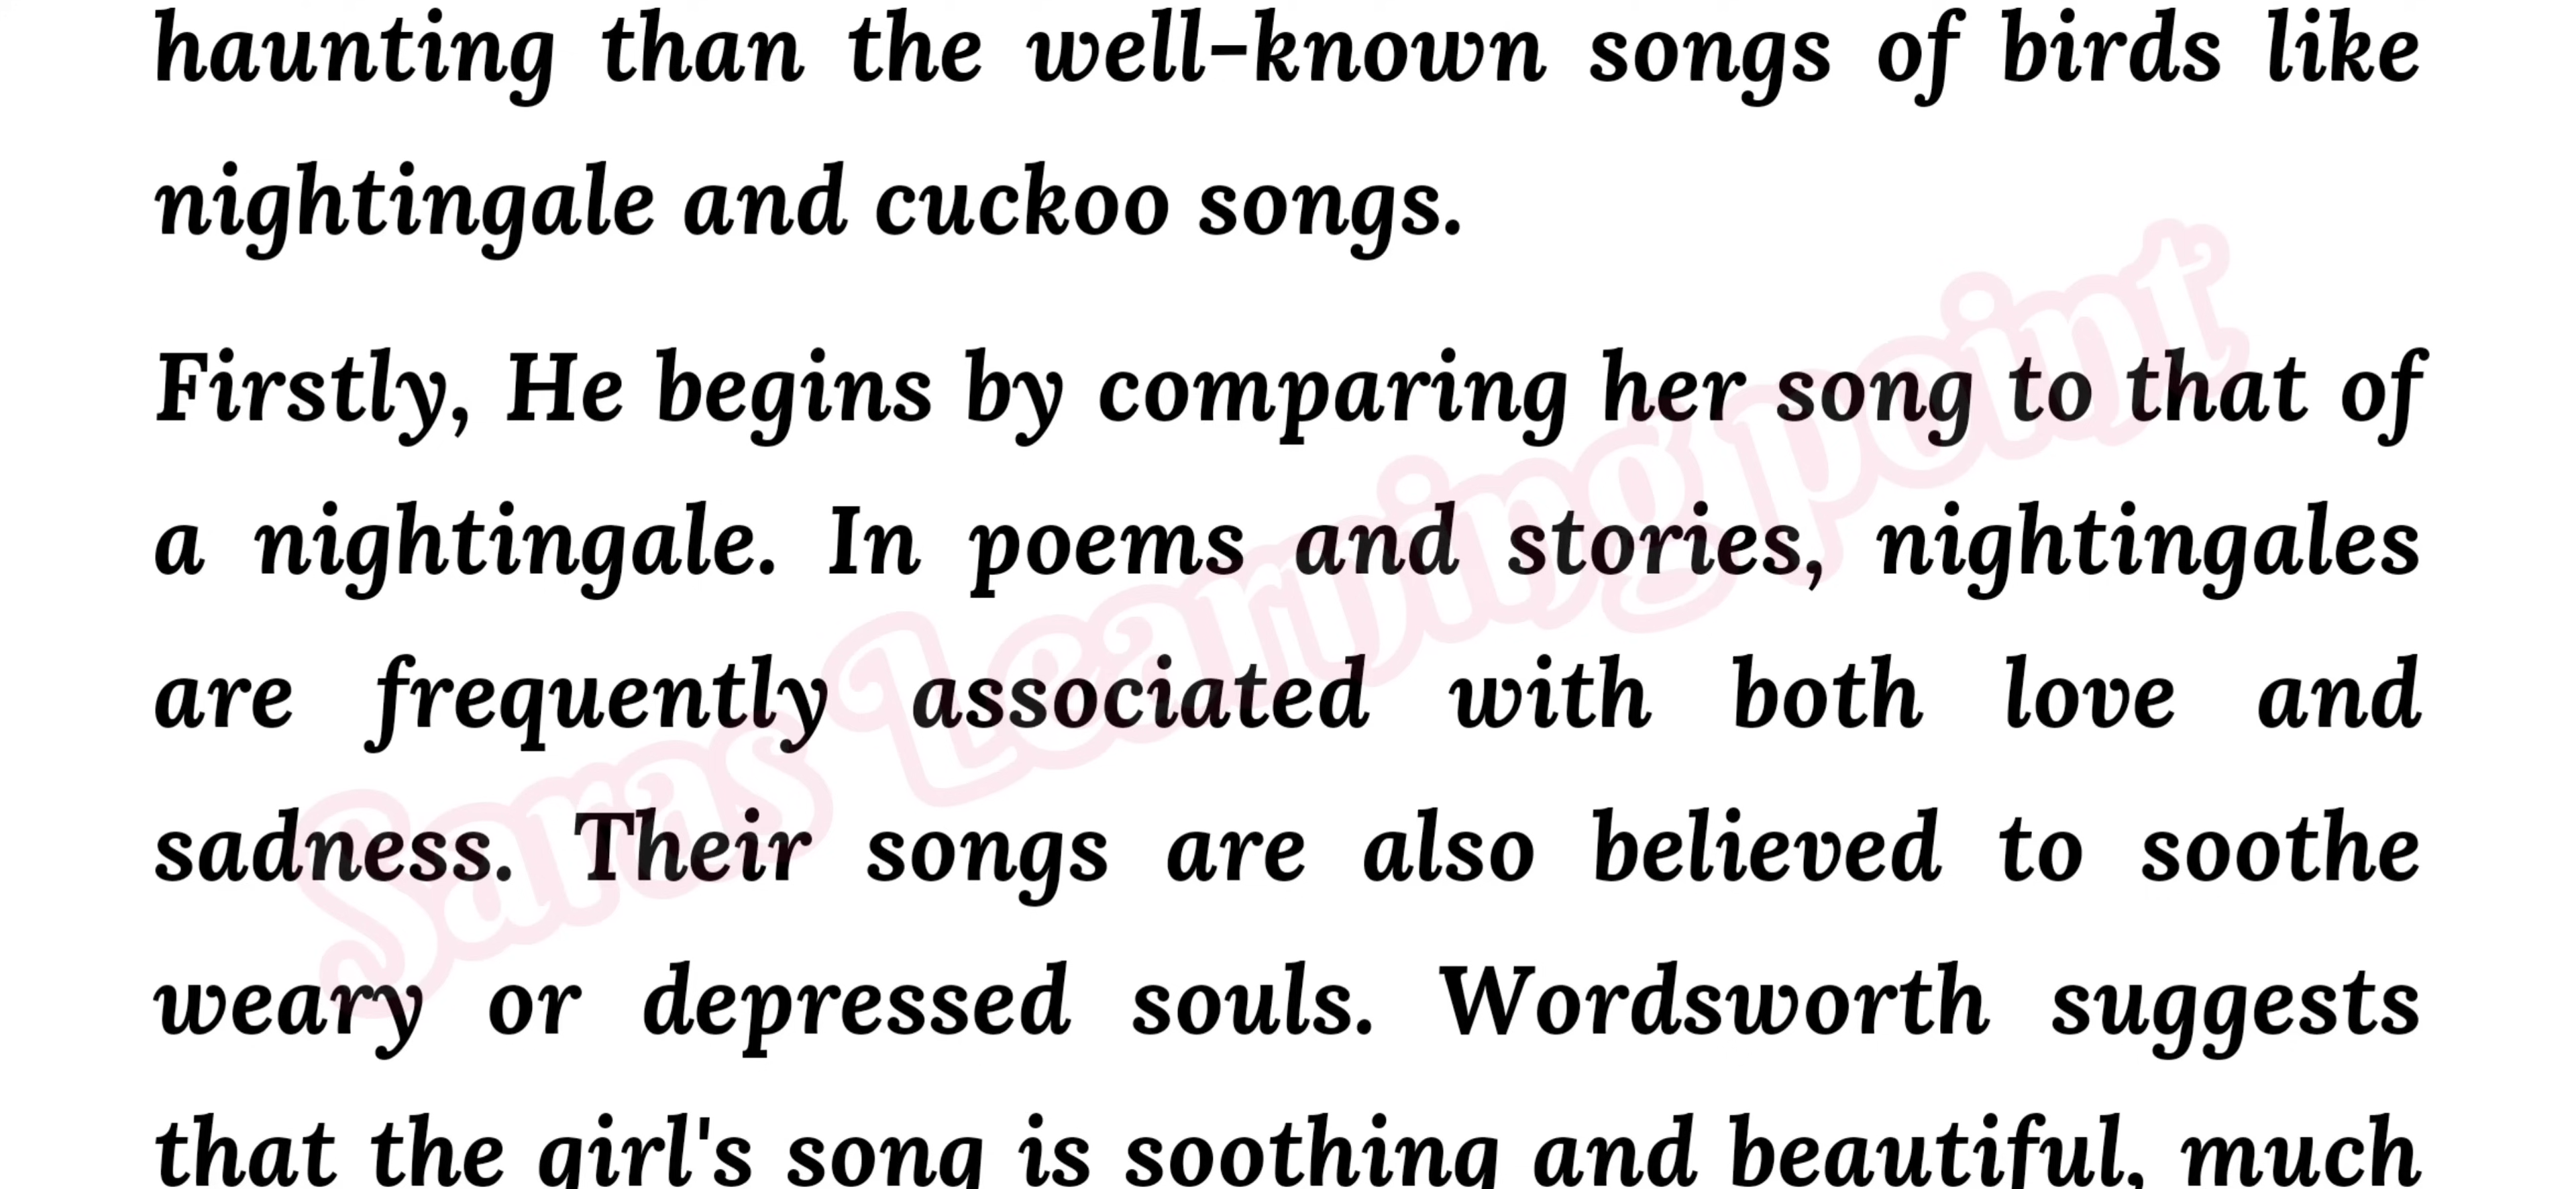 haunting than the well-known songs of birds like
nightingale and cuckoo songs.
Firstly, He begins by comparing her song to that of
a nightingale. In poems and stories, nightingales
are frequently associated with both love and
sadness. Their songs are also believed to soothe
weary or depressed souls. Wordsworth suggests
that the girl's song is soothing and beautiful, much
Saras Learning point